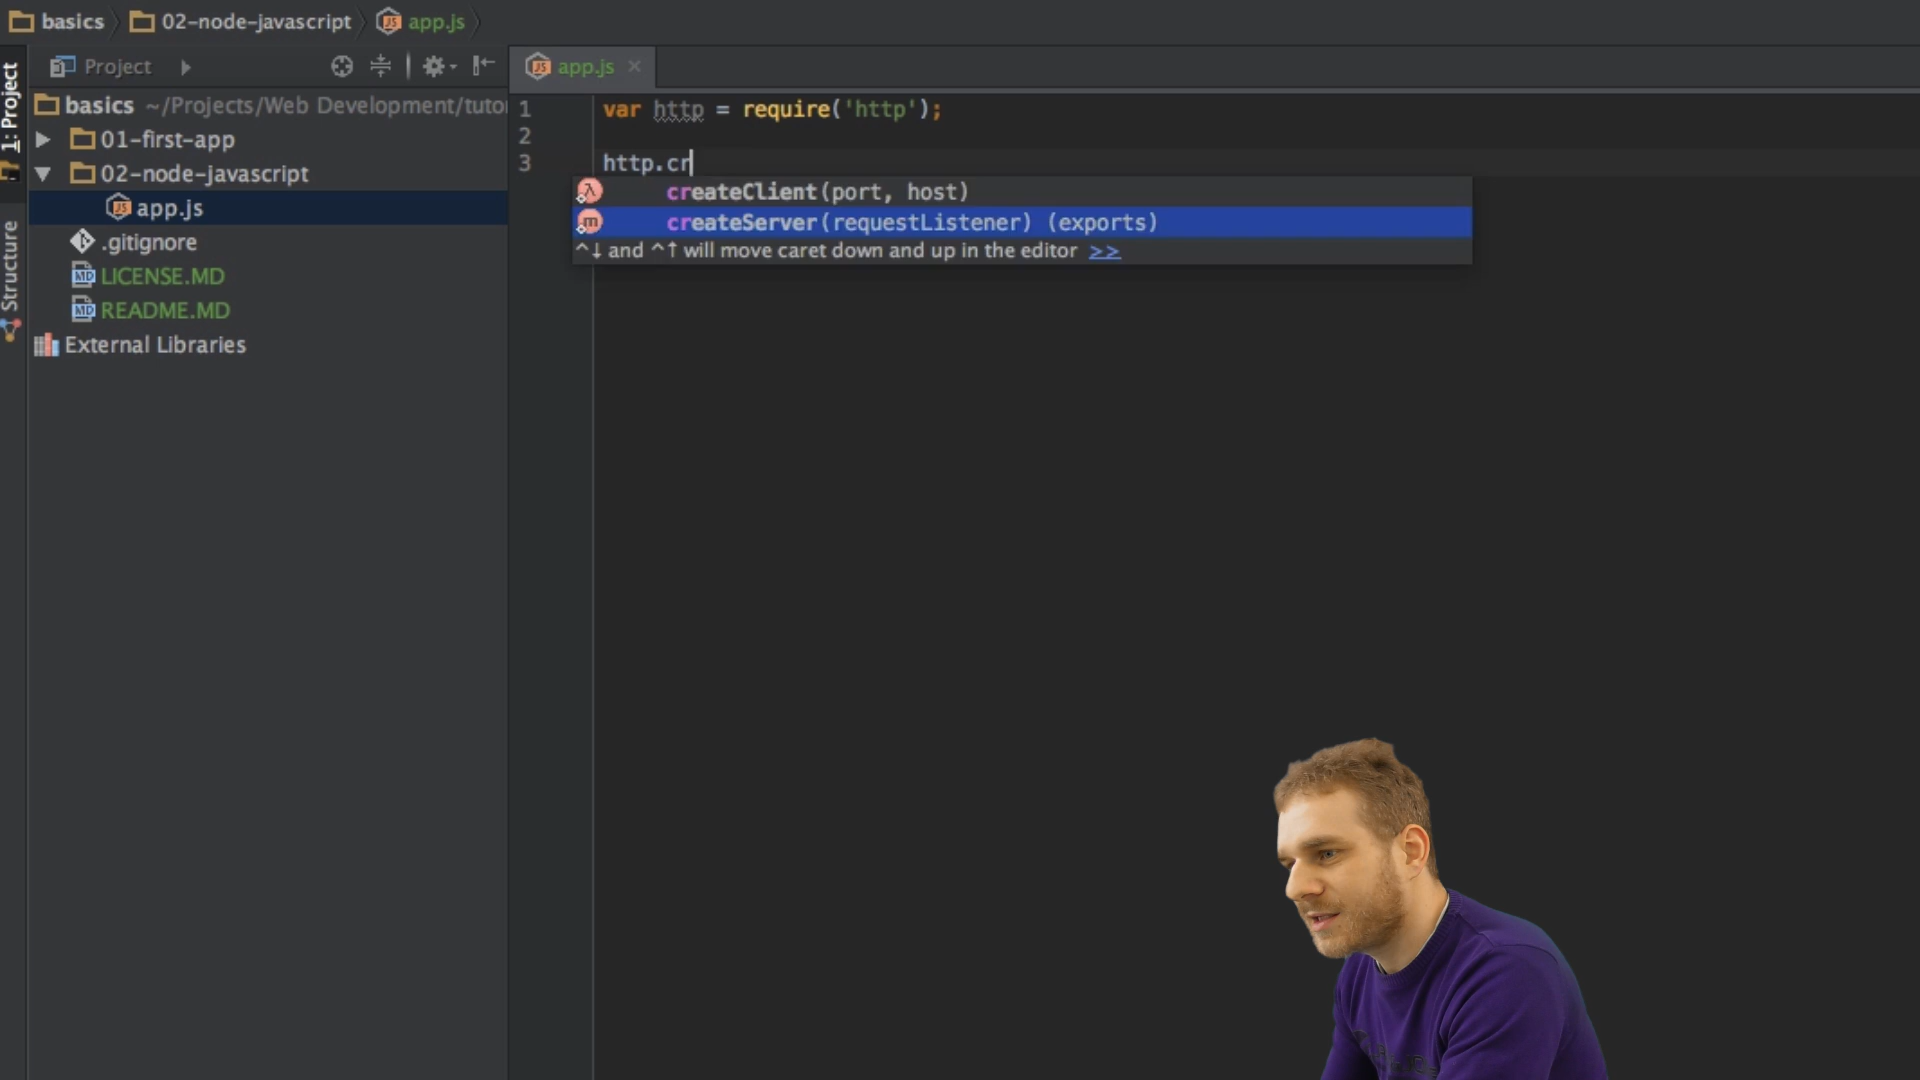 basics 02-node-javascript app.js
1: Project
Structure
Project
basics ~/Projects/Web Development/tuto
01-first-app
02-node-javascript
app.js
.gitignore
LICENSE.MD
README.MD
External Libraries
app.js
1 var http = require('http');
2
3 http.cr
createClient(port, host)
createServer(requestListener) (exports)
^↓ and ^↑ will move caret down and up in the editor >>